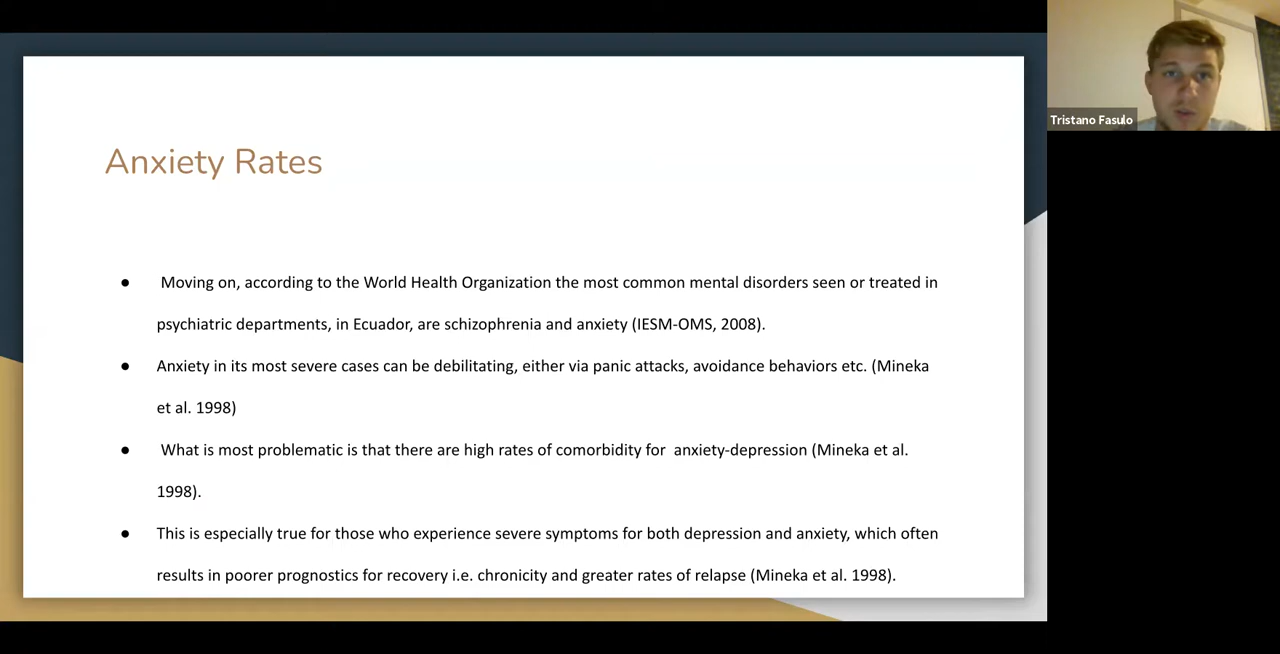 Anxiety Rates
Tristano Fasulo
● Moving on, according to the World Health Organization the most common mental disorders seen or treated in
psychiatric departments, in Ecuador, are schizophrenia and anxiety (IESM-OMS, 2008).
● Anxiety in its most severe cases can be debilitating, either via panic attacks, avoidance behaviors etc. (Mineka
et al. 1998)
● What is most problematic is that there are high rates of comorbidity for  anxiety-depression (Mineka et al.
1998).
● This is especially true for those who experience severe symptoms for both depression and anxiety, which often
results in poorer prognostics for recovery i.e. chronicity and greater rates of relapse (Mineka et al. 1998).